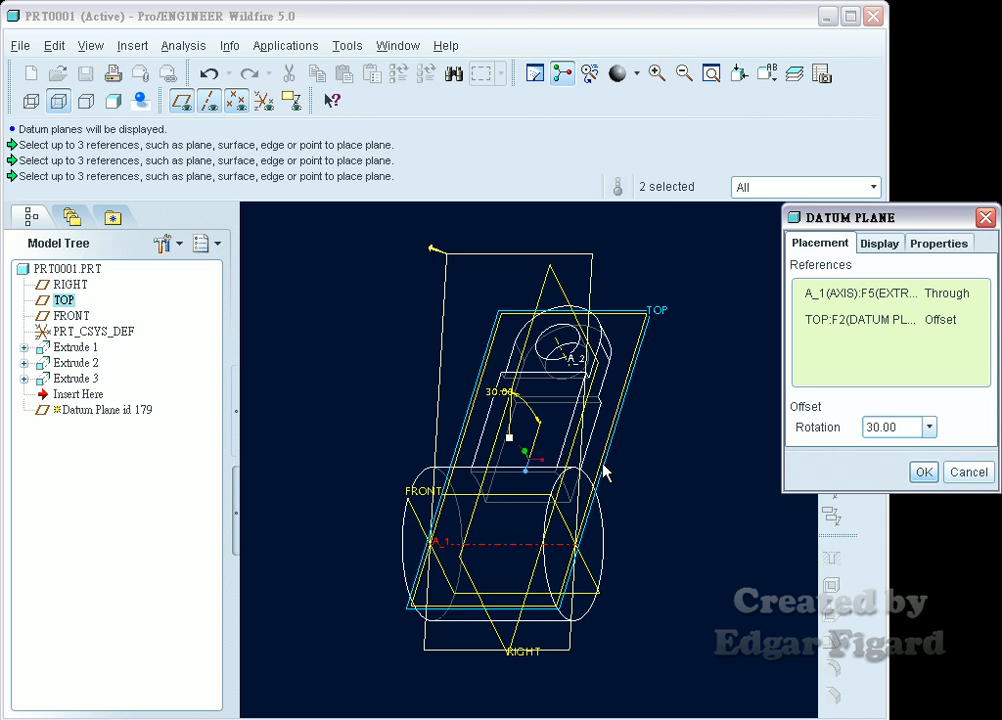 PRT0001 (Active) - Pro/ENGINEER Wildfire 5.0
File Edit View Insert Analysis Info Applications Tools Window Help
Datum planes will be displayed.
Select up to 3 references, such as plane, surface, edge or point to place plane.
Select up to 3 references, such as plane, surface, edge or point to place plane.
Select up to 3 references, such as plane, surface, edge or point to place plane.
2 selected
All
Model Tree
PRT0001.PRT
RIGHT
TOP
FRONT
PRT_CSYS_DEF
Extrude 1
Extrude 2
Extrude 3
Insert Here
Datum Plane id 179
TOP
A_2
30.00
FRONT
A_1
RIGHT
DATUM PLANE
Placement Display Properties
References
A_1(AXIS):F5(EXTR... Through
TOP:F2(DATUM PL... Offset
Offset
Rotation 30.00
OK Cancel
Created by
Edgar Figard